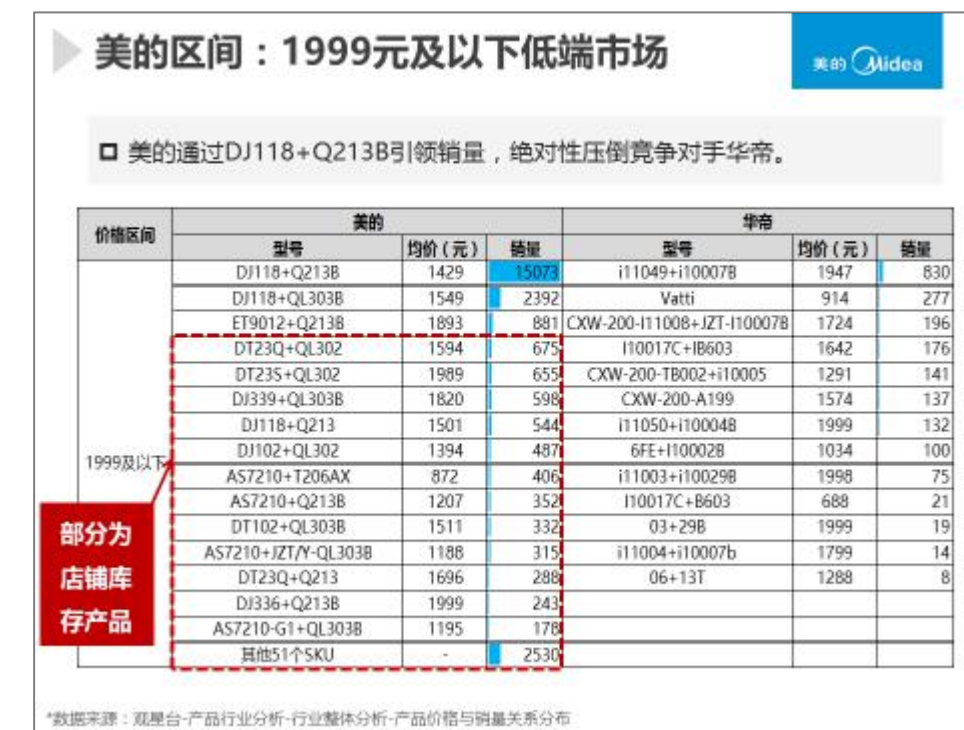 美的区间：1999元及以下低端市场
美的 Midea
美的通过DJ118+Q213B引领销量，绝对性压倒竞争对手华帝。
价格区间 美的 华帝
型号 均价（元） 销量 型号 均价（元） 销量
DJ118+Q213B 1429 15073 i11049+i10007B 1947 830
DJ118+QL303B 1549 2392 Vatti 914 277
ET9012+Q213B 1893 881 CXW-200-I11008+JZT-I10007B 1724 196
DT23Q+QL302 1594 675 I10017C+IB603 1642 176
DT23S+QL302 1989 655 CXW-200-TB002+i10005 1291 141
DJ339+QL303B 1820 598 CXW-200-A199 1574 137
DJ118+Q213 1501 544 i11050+i10004B 1999 132
DJ102+QL302 1394 487 6FE+I10002B 1034 100
1999及以下
AS7210+T206AX 872 406 i11003+i10029B 1998 75
AS7210+Q213B 1207 352 I10017C+B603 688 21
DT102+QL303B 1511 332 03+29B 1999 19
AS7210+JZT/Y-QL303B 1188 315 i11004+i10007b 1799 14
DT23Q+Q213 1696 288 06+13T 1288 8
DJ336+Q213B 1999 243
AS7210-G1+QL303B 1195 178
其他51个SKU - 2530
部分为
店铺库
存产品
*数据来源：观星台-产品行业分析-行业整体分析-产品价格与销量关系分布